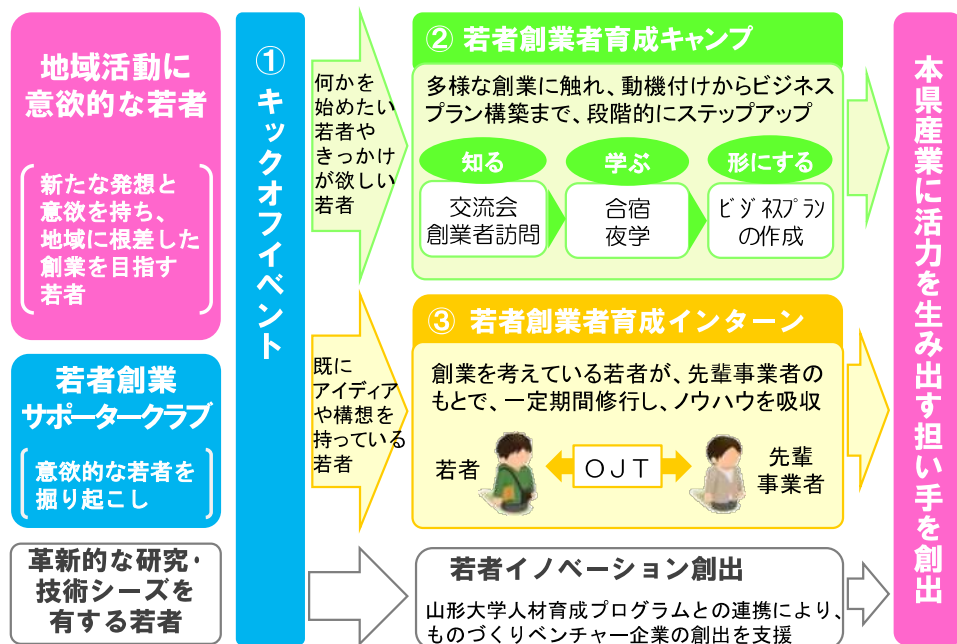 地域活動に
意欲的な若者
新たな発想と
意欲を持ち、
地域に根差した
創業を目指す
若者
若者創業
サポータークラブ
意欲的な若者を
掘り起こし
革新的な研究・
技術シーズを
有する若者
①キックオフイベント
何かを
始めたい
若者や
きっかけ
が欲しい
若者
② 若者創業者育成キャンプ
多様な創業に触れ、動機付けからビジネス
プラン構築まで、段階的にステップアップ
知る
交流会
創業者訪問
学ぶ
合宿
夜学
形にする
ビジネスプラン
の作成
既に
アイディア
や構想を
持っている
若者
③ 若者創業者育成インターン
創業を考えている若者が、先輩事業者の
もとで、一定期間修行し、ノウハウを吸収
若者
OJT
先輩
事業者
若者イノベーション創出
山形大学人材育成プログラムとの連携により、
ものづくりベンチャー企業の創出を支援
本県産業に活力を生み出す担い手を創出